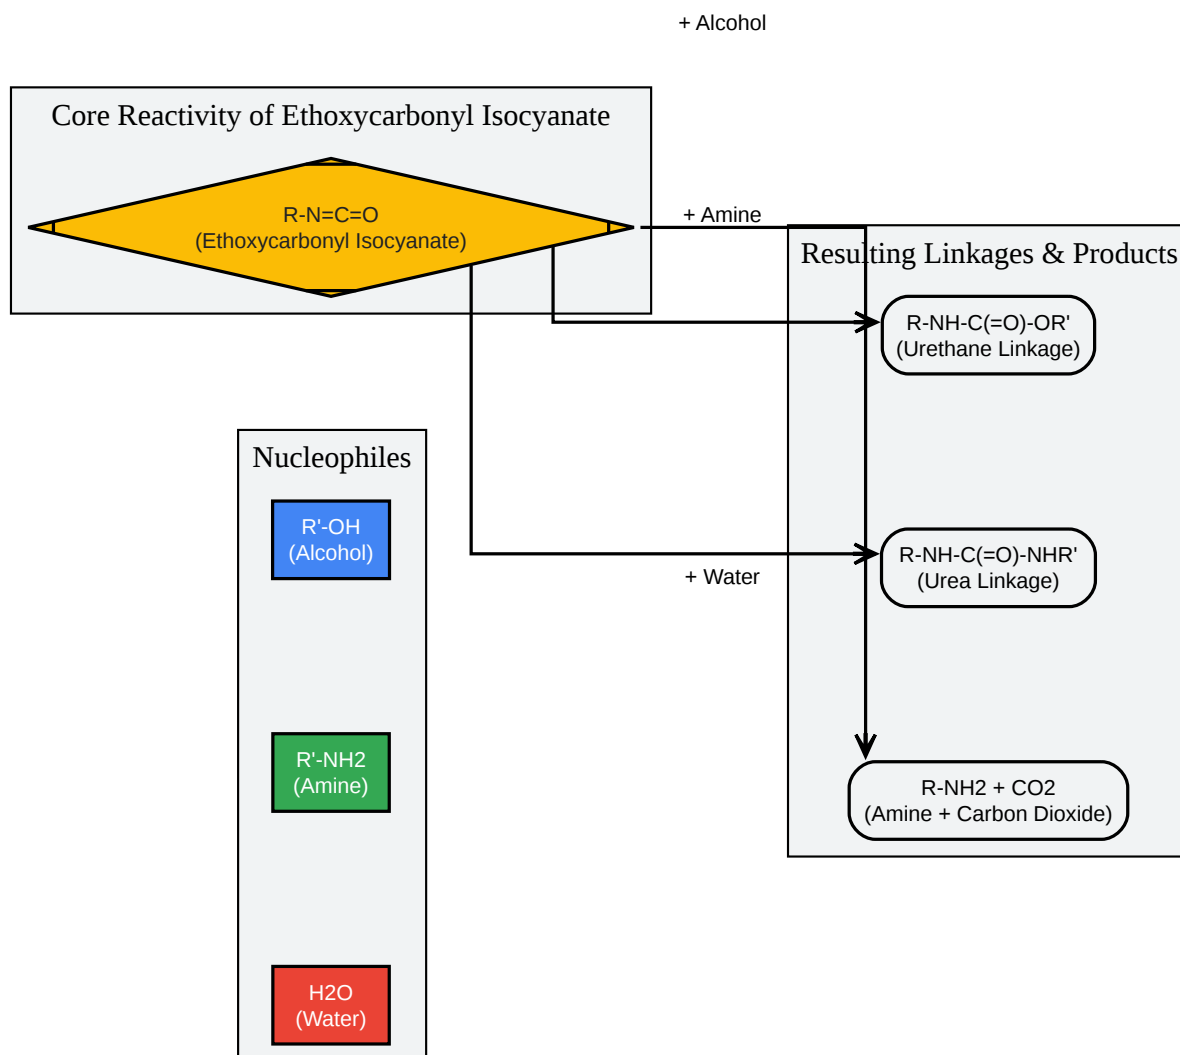 + Alcohol
Core Reactivity of Ethoxycarbonyl Isocyanate
R-N=C=O
(Ethoxycarbonyl Isocyanate)
+ Amine
Resulting Linkages & Products
R-NH-C(=O)-OR'
(Urethane Linkage)
Nucleophiles
R'-OH
(Alcohol)
R-NH-C(=O)-NHR'
(Urea Linkage)
+ Water
R'-NH2
(Amine)
R-NH2 + CO2
(Amine + Carbon Dioxide)
H2O
(Water)